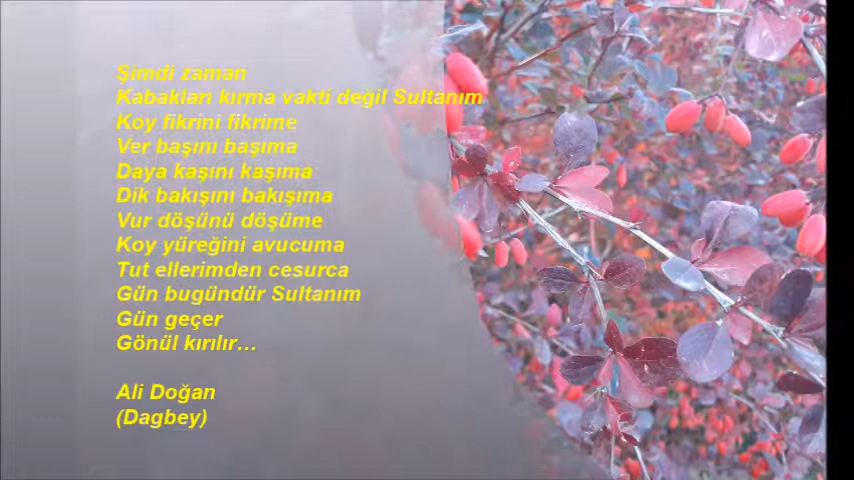 Şimdi zaman
Kabakları kırma vakti değil Sultanım
Koy fikrini fikrime
Ver başını başıma
Daya kaşını kaşıma
Dik bakışını bakışıma
Vur döşünü döşüme
Koy yüreğini avucuma
Tut ellerimden cesurca
Gün bugündür Sultanım
Gün geçer
Gönül kırılır…
Ali Doğan
(Dagbey)